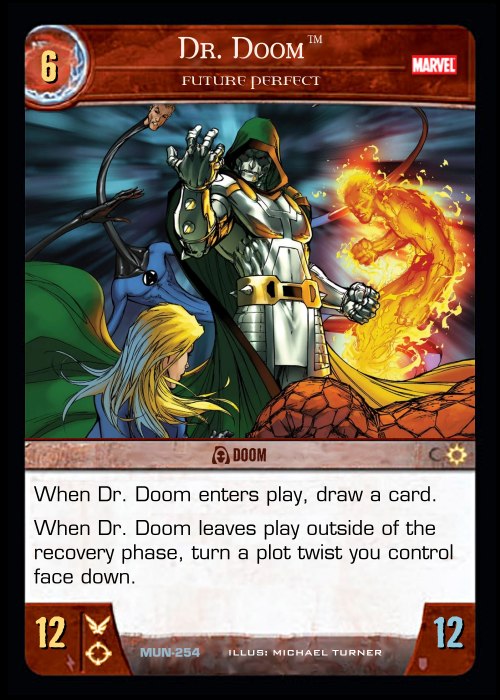 6
Dr. Doom™
MARVEL
FUTURE PERFECT
DOOM
C
When Dr. Doom enters play, draw a card.
When Dr. Doom leaves play outside of the
recovery phase, turn a plot twist you control
face down.
12
MUN-254 ILLUS: MICHAEL TURNER
12